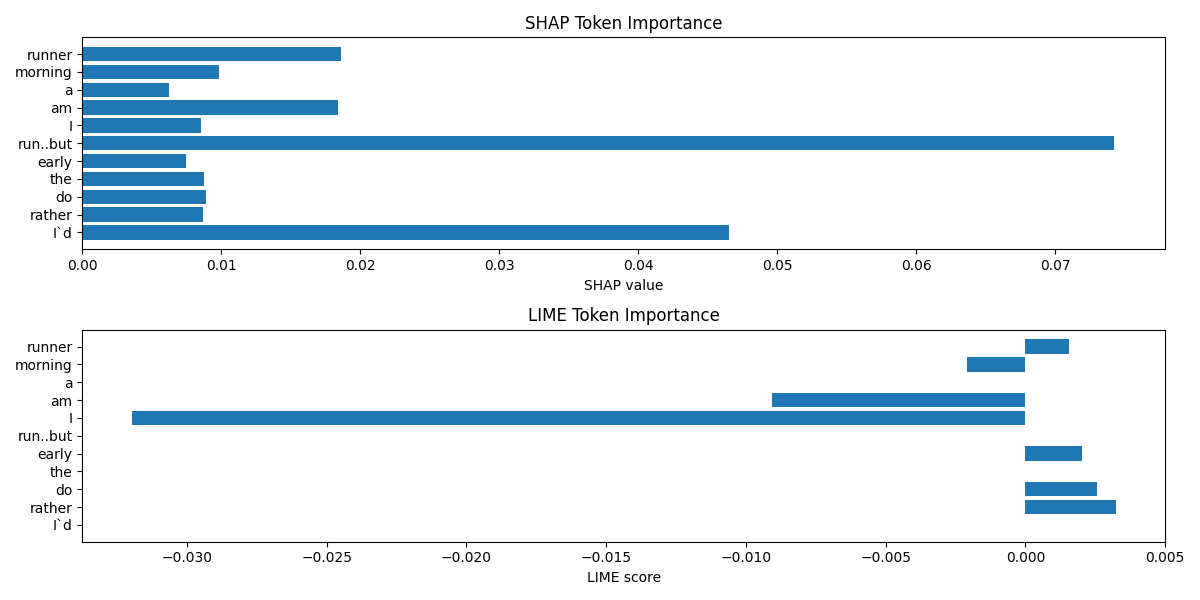 SHAP Token Importance
runner
morning
a
am
I
run..but
early
the
do
rather
I`d
0.00 0.01 0.02 0.03 0.04 0.05 0.06 0.07
SHAP value
LIME Token Importance
runner
morning
a
am
I
run..but
early
the
do
rather
I`d
−0.030 −0.025 −0.020 −0.015 −0.010 −0.005 0.000 0.005
LIME score